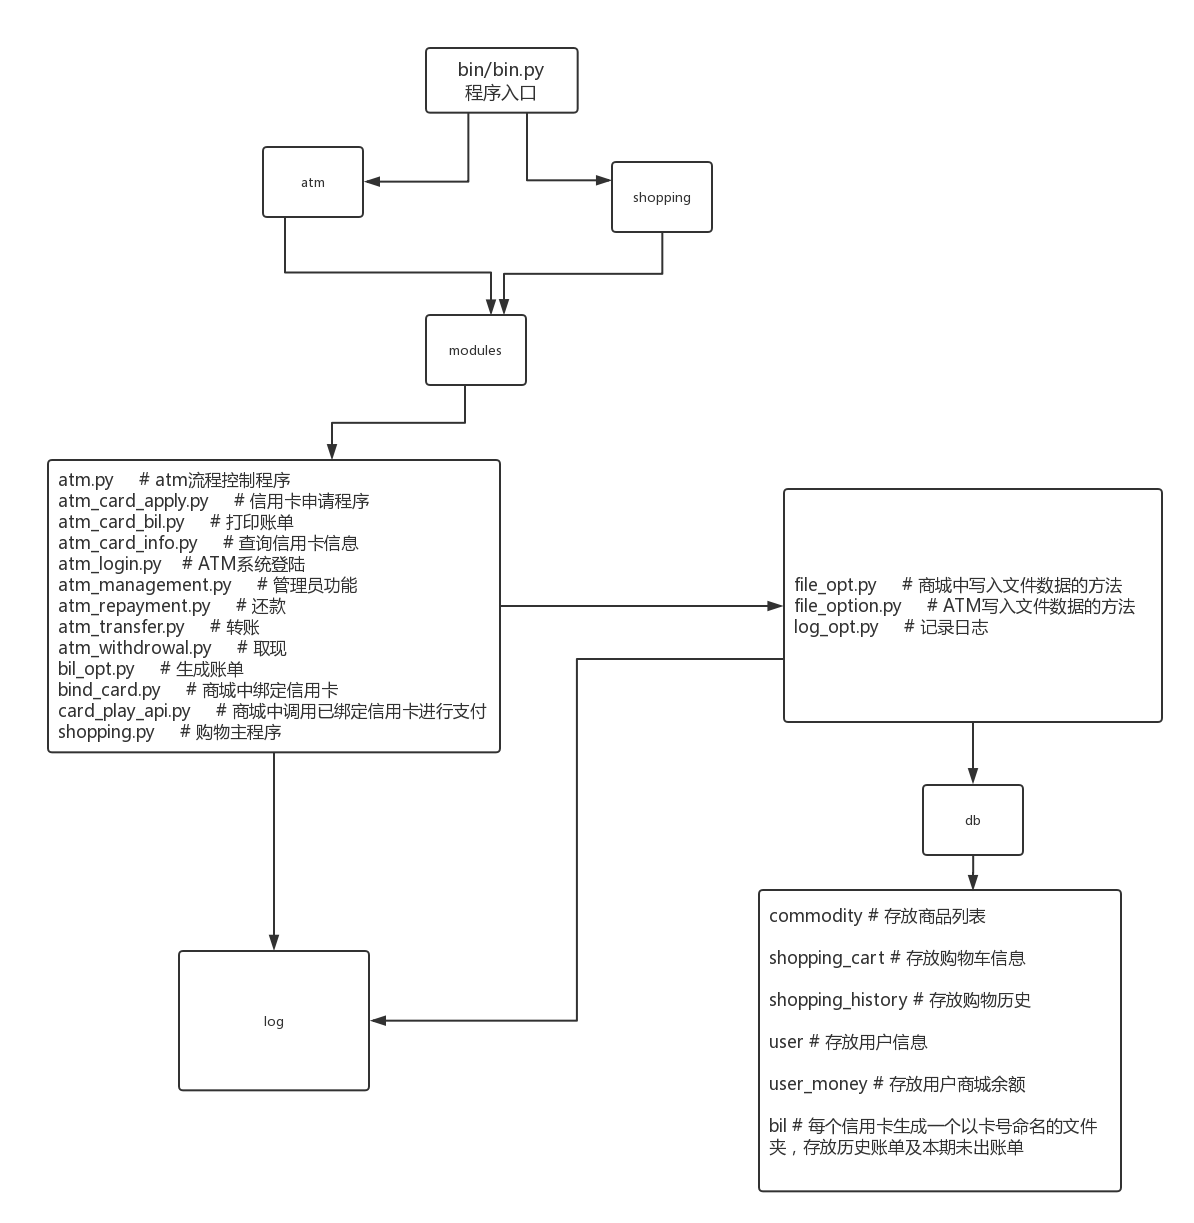 bin/bin.py
程序入口
atm
shopping
modules
atm.py # atm流程控制程序
atm_card_apply.py # 信用卡申请程序
atm_card_bil.py # 打印账单
atm_card_info.py # 查询信用卡信息
atm_login.py # ATM系统登陆
atm_management.py # 管理员功能
atm_repayment.py # 还款
atm_transfer.py # 转账
atm_withdrowal.py # 取现
bil_opt.py # 生成账单
bind_card.py # 商城中绑定信用卡
card_play_api.py # 商城中调用已绑定信用卡进行支付
shopping.py # 购物主程序
file_opt.py # 商城中写入文件数据的方法
file_option.py # ATM写入文件数据的方法
log_opt.py # 记录日志
db
commodity # 存放商品列表
shopping_cart # 存放购物车信息
shopping_history # 存放购物历史
user # 存放用户信息
user_money # 存放用户商城余额
bil # 每个信用卡生成一个以卡号命名的文件
夹，存放历史账单及本期未出账单
log